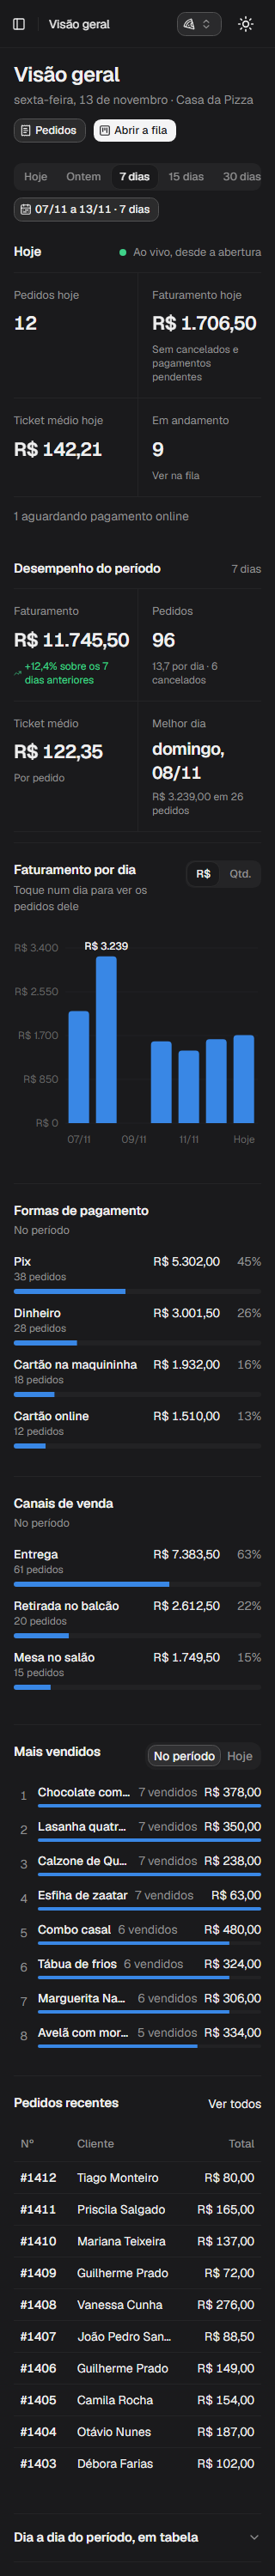 Visão geral
Visão geral
sexta-feira, 13 de novembro · Casa da Pizza
Pedidos
Abrir a fila
Hoje Ontem 7 dias 15 dias 30 dias
07/11 a 13/11 · 7 dias
Hoje
Ao vivo, desde a abertura
Pedidos hoje
12
Faturamento hoje
R$ 1.706,50
Sem cancelados e
pagamentos
pendentes
Ticket médio hoje
R$ 142,21
Em andamento
9
Ver na fila
1 aguardando pagamento online
Desempenho do período
7 dias
Faturamento
R$ 11.745,50
+12,4% sobre os 7
dias anteriores
Pedidos
96
13,7 por dia · 6
cancelados
Ticket médio
R$ 122,35
Por pedido
Melhor dia
domingo,
08/11
R$ 3.239,00 em 26
pedidos
Faturamento por dia
Toque num dia para ver os
pedidos dele
R$ Qtd.
R$ 3.400
R$ 3.239
R$ 2.550
R$ 1.700
R$ 850
R$ 0
07/11 09/11 11/11 Hoje
Formas de pagamento
No período
Pix R$ 5.302,00 45%
38 pedidos
Dinheiro R$ 3.001,50 26%
28 pedidos
Cartão na maquininha R$ 1.932,00 16%
18 pedidos
Cartão online R$ 1.510,00 13%
12 pedidos
Canais de venda
No período
Entrega R$ 7.383,50 63%
61 pedidos
Retirada no balcão R$ 2.612,50 22%
20 pedidos
Mesa no salão R$ 1.749,50 15%
15 pedidos
Mais vendidos
No período Hoje
1 Chocolate com... 7 vendidos R$ 378,00
2 Lasanha quatr... 7 vendidos R$ 350,00
3 Calzone de Qu... 7 vendidos R$ 238,00
4 Esfiha de zaatar 7 vendidos R$ 63,00
5 Combo casal 6 vendidos R$ 480,00
6 Tábua de frios 6 vendidos R$ 324,00
7 Marguerita Na... 6 vendidos R$ 306,00
8 Avelã com mor... 5 vendidos R$ 334,00
Pedidos recentes
Ver todos
Nº Cliente Total
#1412 Tiago Monteiro R$ 80,00
#1411 Priscila Salgado R$ 165,00
#1410 Mariana Teixeira R$ 137,00
#1409 Guilherme Prado R$ 72,00
#1408 Vanessa Cunha R$ 276,00
#1407 João Pedro San... R$ 88,50
#1406 Guilherme Prado R$ 149,00
#1405 Camila Rocha R$ 154,00
#1404 Otávio Nunes R$ 187,00
#1403 Débora Farias R$ 102,00
Dia a dia do período, em tabela